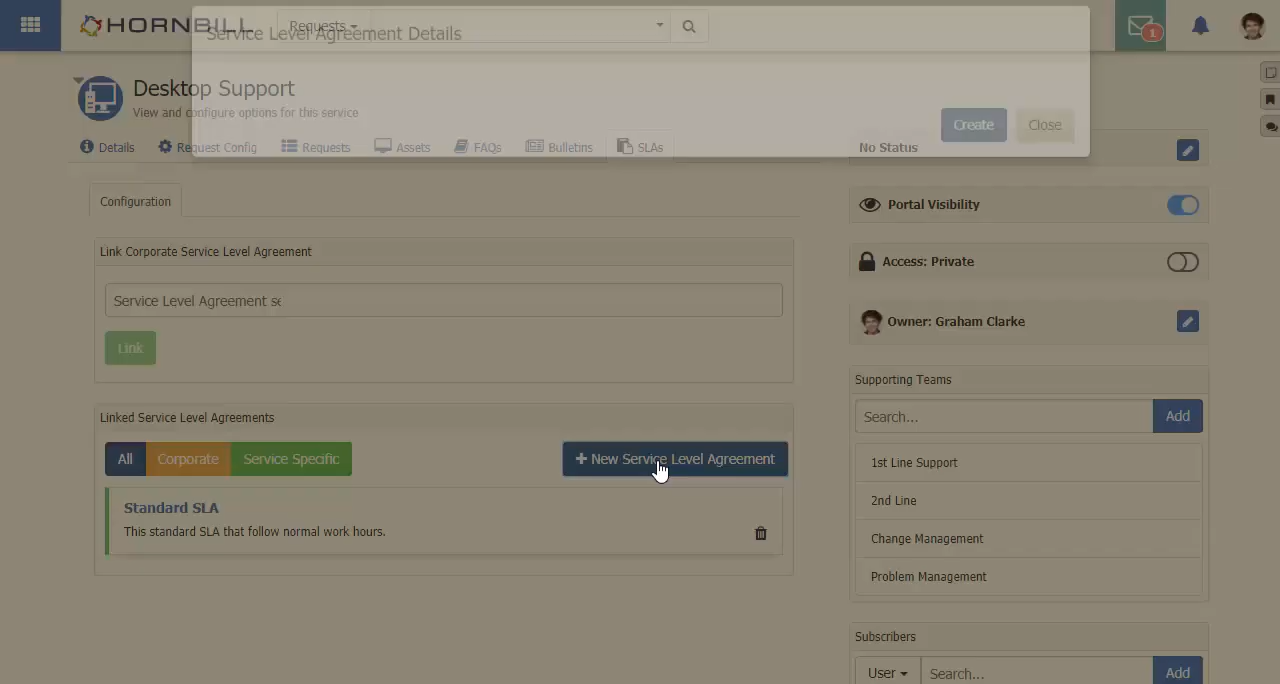 HORNBILL
Requests
1
Service Level Agreement Details
Desktop Support
View and configure options for this service
Create
Close
Details
Request Config
Requests
Assets
FAQs
Bulletins
SLAs
No Status
Configuration
Portal Visibility
Link Corporate Service Level Agreement
Access: Private
Service Level Agreement se
Owner: Graham Clarke
Link
Supporting Teams
Search...
Add
Linked Service Level Agreements
All
Corporate
Service Specific
+ New Service Level Agreement
1st Line Support
Standard SLA
2nd Line
This standard SLA that follow normal work hours.
Change Management
Problem Management
Subscribers
User
Search...
Add